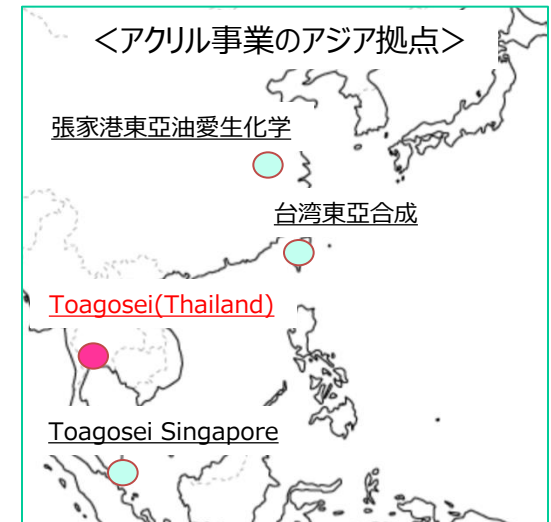 ＜アクリル事業のアジア拠点＞
張家港東亞油愛生化学
台湾東亞合成
Toagosei(Thailand)
Toagosei Singapore